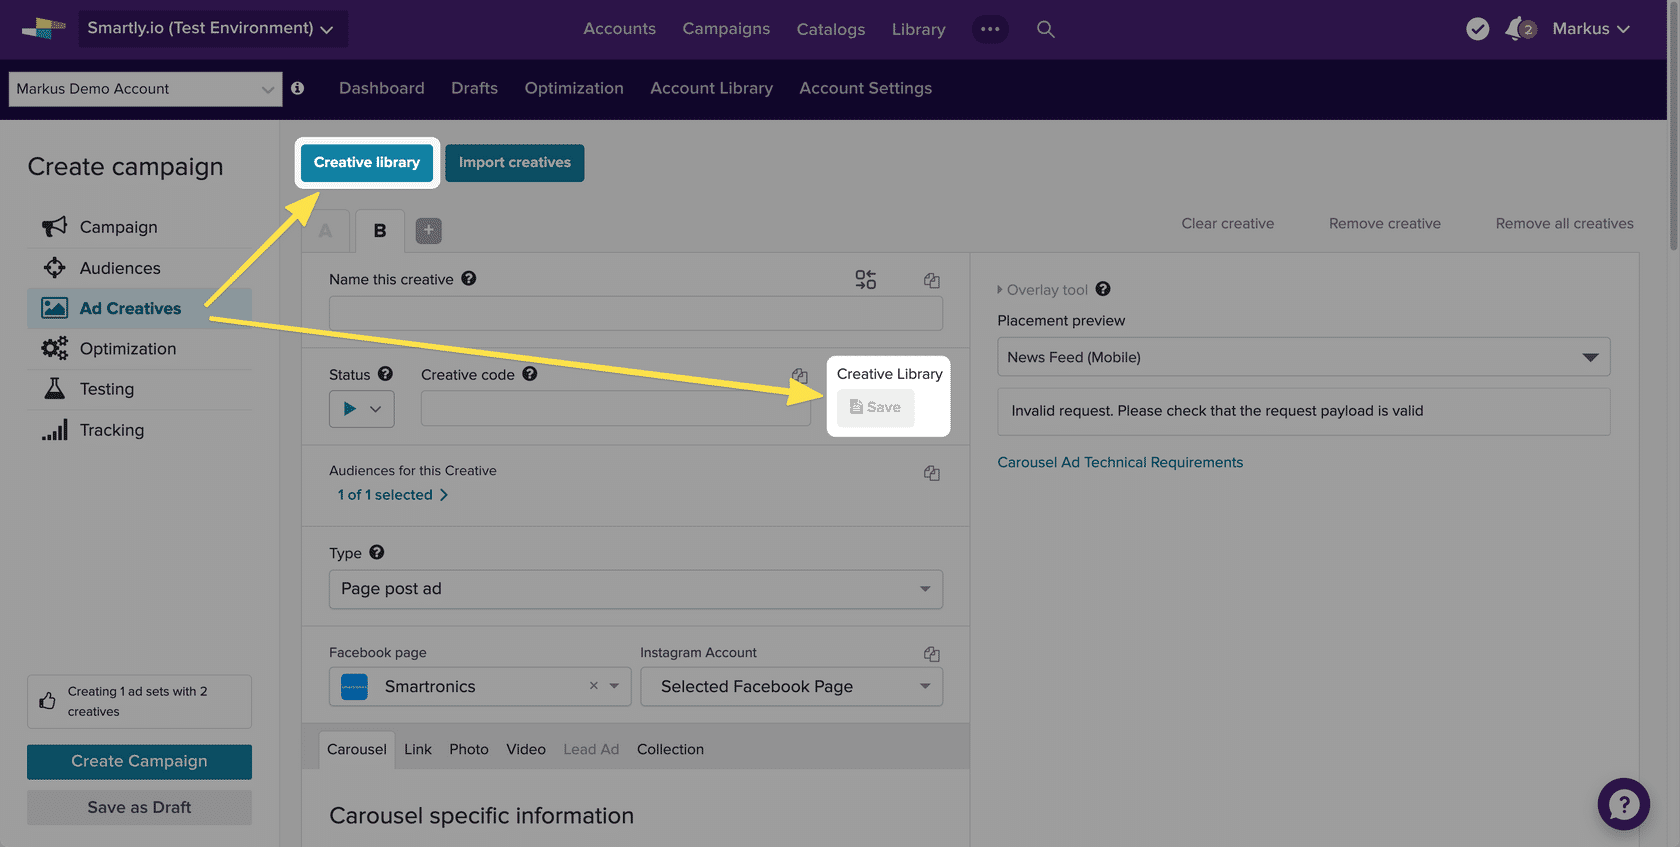 Smartly.io (Test Environment)
Accounts
Campaigns
Catalogs
Library
2
Markus
Markus Demo Account
Dashboard
Drafts
Optimization
Account Library
Account Settings
Create campaign
Campaign
Audiences
Ad Creatives
Optimization
Testing
Tracking
Creating 1 ad sets with 2
creatives
Create Campaign
Save as Draft
Creative library
Import creatives
A
B
+
Clear creative
Remove creative
Remove all creatives
Name this creative ?
Status ?
Creative code ?
Creative Library
Save
Audiences for this Creative
1 of 1 selected
Type ?
Page post ad
Facebook page
Smartronics
Instagram Account
Selected Facebook Page
Carousel
Link
Photo
Video
Lead Ad
Collection
Carousel specific information
Overlay tool ?
Placement preview
News Feed (Mobile)
Invalid request. Please check that the request payload is valid
Carousel Ad Technical Requirements
?